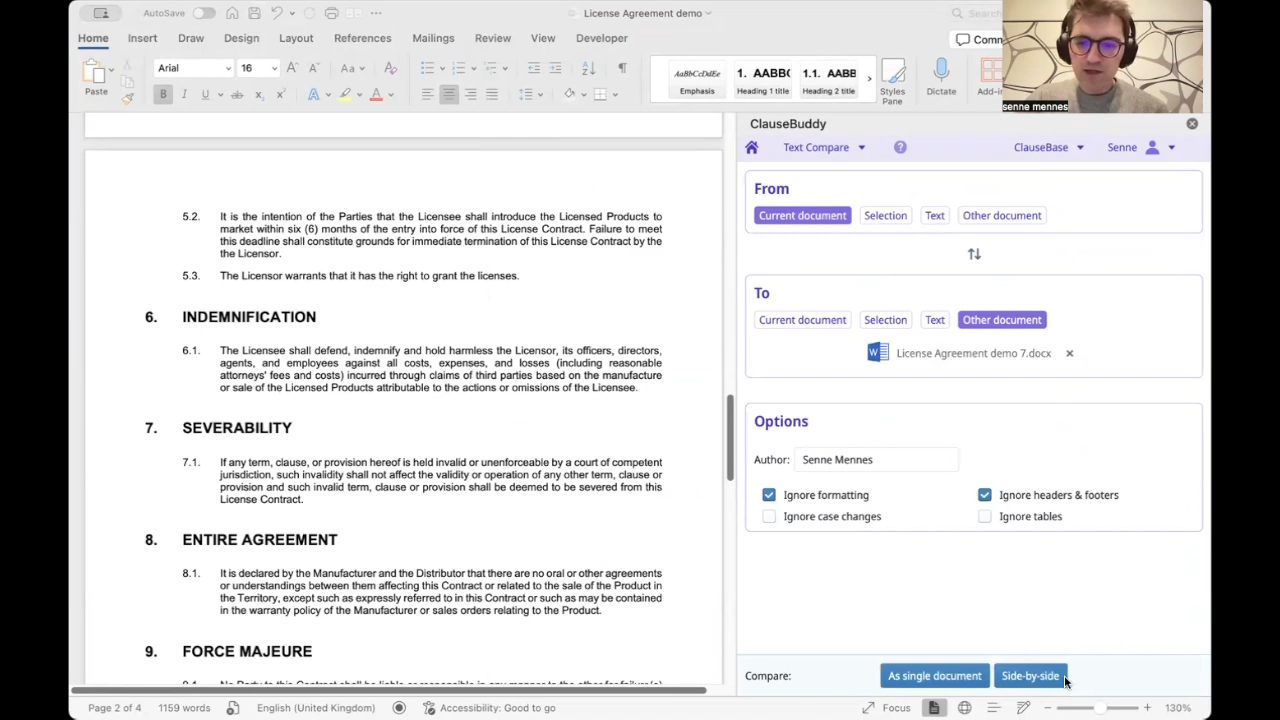 AutoSave
License Agreement demo
Search
Home
Insert
Draw
Design
Layout
References
Mailings
Review
View
Developer
Comm
Paste
Arial
16
Aa
B
I
U
ab
AaBbCcDdEe
Emphasis
1. AABBC
Heading 1 title
1.1. AABB
Heading 2 title
Styles
Pane
Dictate
Add-in
senne mennes
ClauseBuddy
Text Compare
ClauseBase
Senne
From
Current document
Selection
Text
Other document
To
Current document
Selection
Text
Other document
License Agreement demo 7.docx
Options
Author:
Senne Mennes
Ignore formatting
Ignore headers & footers
Ignore case changes
Ignore tables
Compare:
As single document
Side-by-side
5.2. It is the intention of the Parties that the Licensee shall introduce the Licensed Products to
market within six (6) months of the entry into force of this License Contract. Failure to meet
this deadline shall constitute grounds for immediate termination of this License Contract by the
the Licensor.
5.3. The Licensor warrants that it has the right to grant the licenses.
6. INDEMNIFICATION
6.1. The Licensee shall defend, indemnify and hold harmless the Licensor, its officers, directors,
agents, and employees against all costs, expenses, and losses (including reasonable
attorneys' fees and costs) incurred through claims of third parties based on the manufacture
or sale of the Licensed Products attributable to the actions or omissions of the Licensee.
7. SEVERABILITY
7.1. If any term, clause, or provision hereof is held invalid or unenforceable by a court of competent
jurisdiction, such invalidity shall not affect the validity or operation of any other term, clause or
provision and such invalid term, clause or provision shall be deemed to be severed from this
License Contract.
8. ENTIRE AGREEMENT
8.1. It is declared by the Manufacturer and the Distributor that there are no oral or other agreements
or understandings between them affecting this Contract or related to the sale of the Product in
the Territory, except such as expressly referred to in this Contract or such as may be contained
in the warranty policy of the Manufacturer or sales orders relating to the Product.
9. FORCE MAJEURE
Page 2 of 4
1159 words
English (United Kingdom)
Accessibility: Good to go
Focus
130%